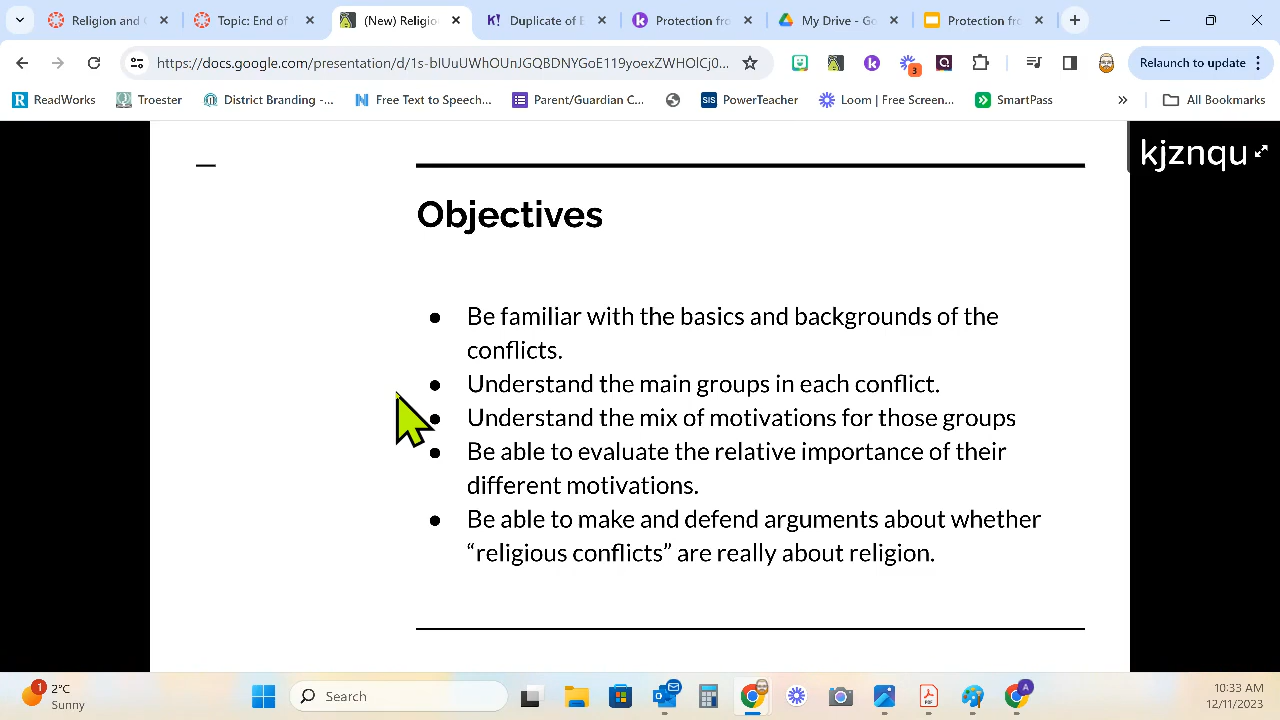 Religion and C
Topic: End of
(New) Religio
Duplicate of E
Protection fro
My Drive - Go
Protection fro
https://docs.google.com/presentation/d/1s-blUuUWhOUnJGQBDNYGoE119yoexZWHOlCj0...
3
Relaunch to update
ReadWorks
Troester
District Branding -...
Free Text to Speech...
Parent/Guardian C...
SIS PowerTeacher
Loom | Free Screen...
SmartPass
All Bookmarks
kjznqu
Objectives
● Be familiar with the basics and backgrounds of the
conflicts.
● Understand the main groups in each conflict.
● Understand the mix of motivations for those groups
● Be able to evaluate the relative importance of their
different motivations.
● Be able to make and defend arguments about whether
“religious conflicts” are really about religion.
1
2°C
Sunny
Search
A
10:33 AM
12/1/2023